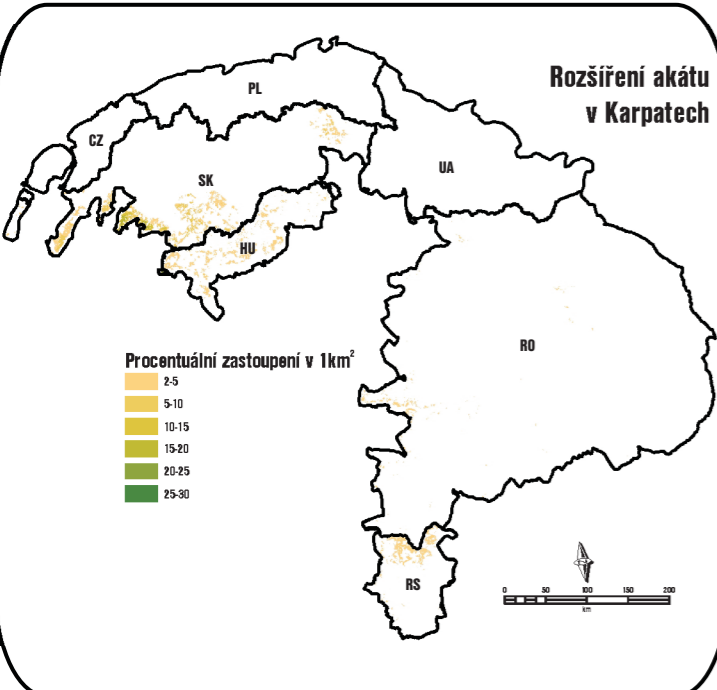 Rozšíření akátu
v Karpatech
PL
CZ
SK
UA
HU
RO
Procentuální zastoupení v 1km²
2-5
5-10
10-15
15-20
20-25
25-30
RS
0 50 100 150 200
km